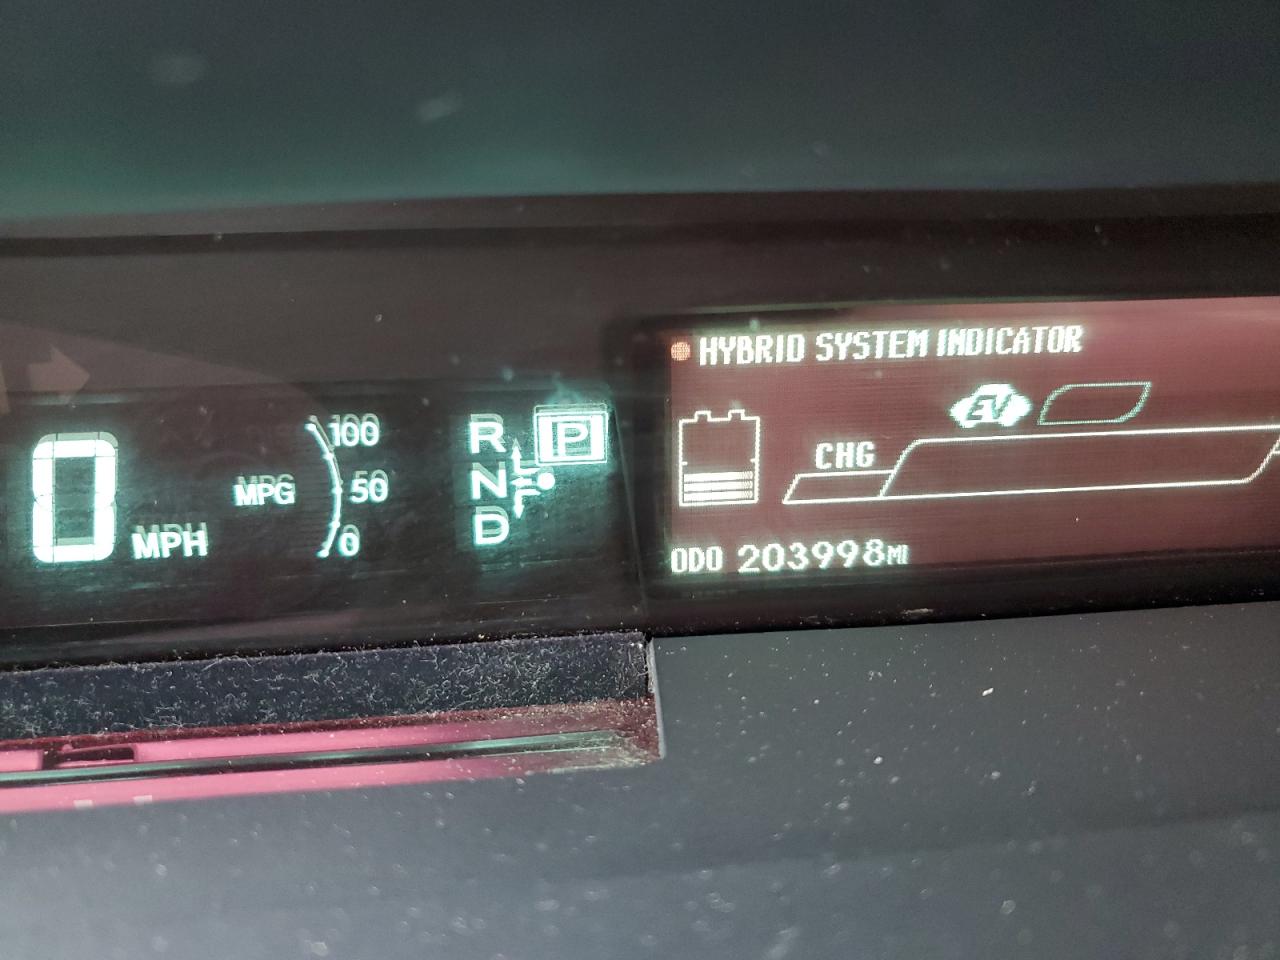 0 MPH
MPG
100
50
0
R
N
D
P
HYBRID SYSTEM INDICATOR
EV
CHG
ODO 203998MI